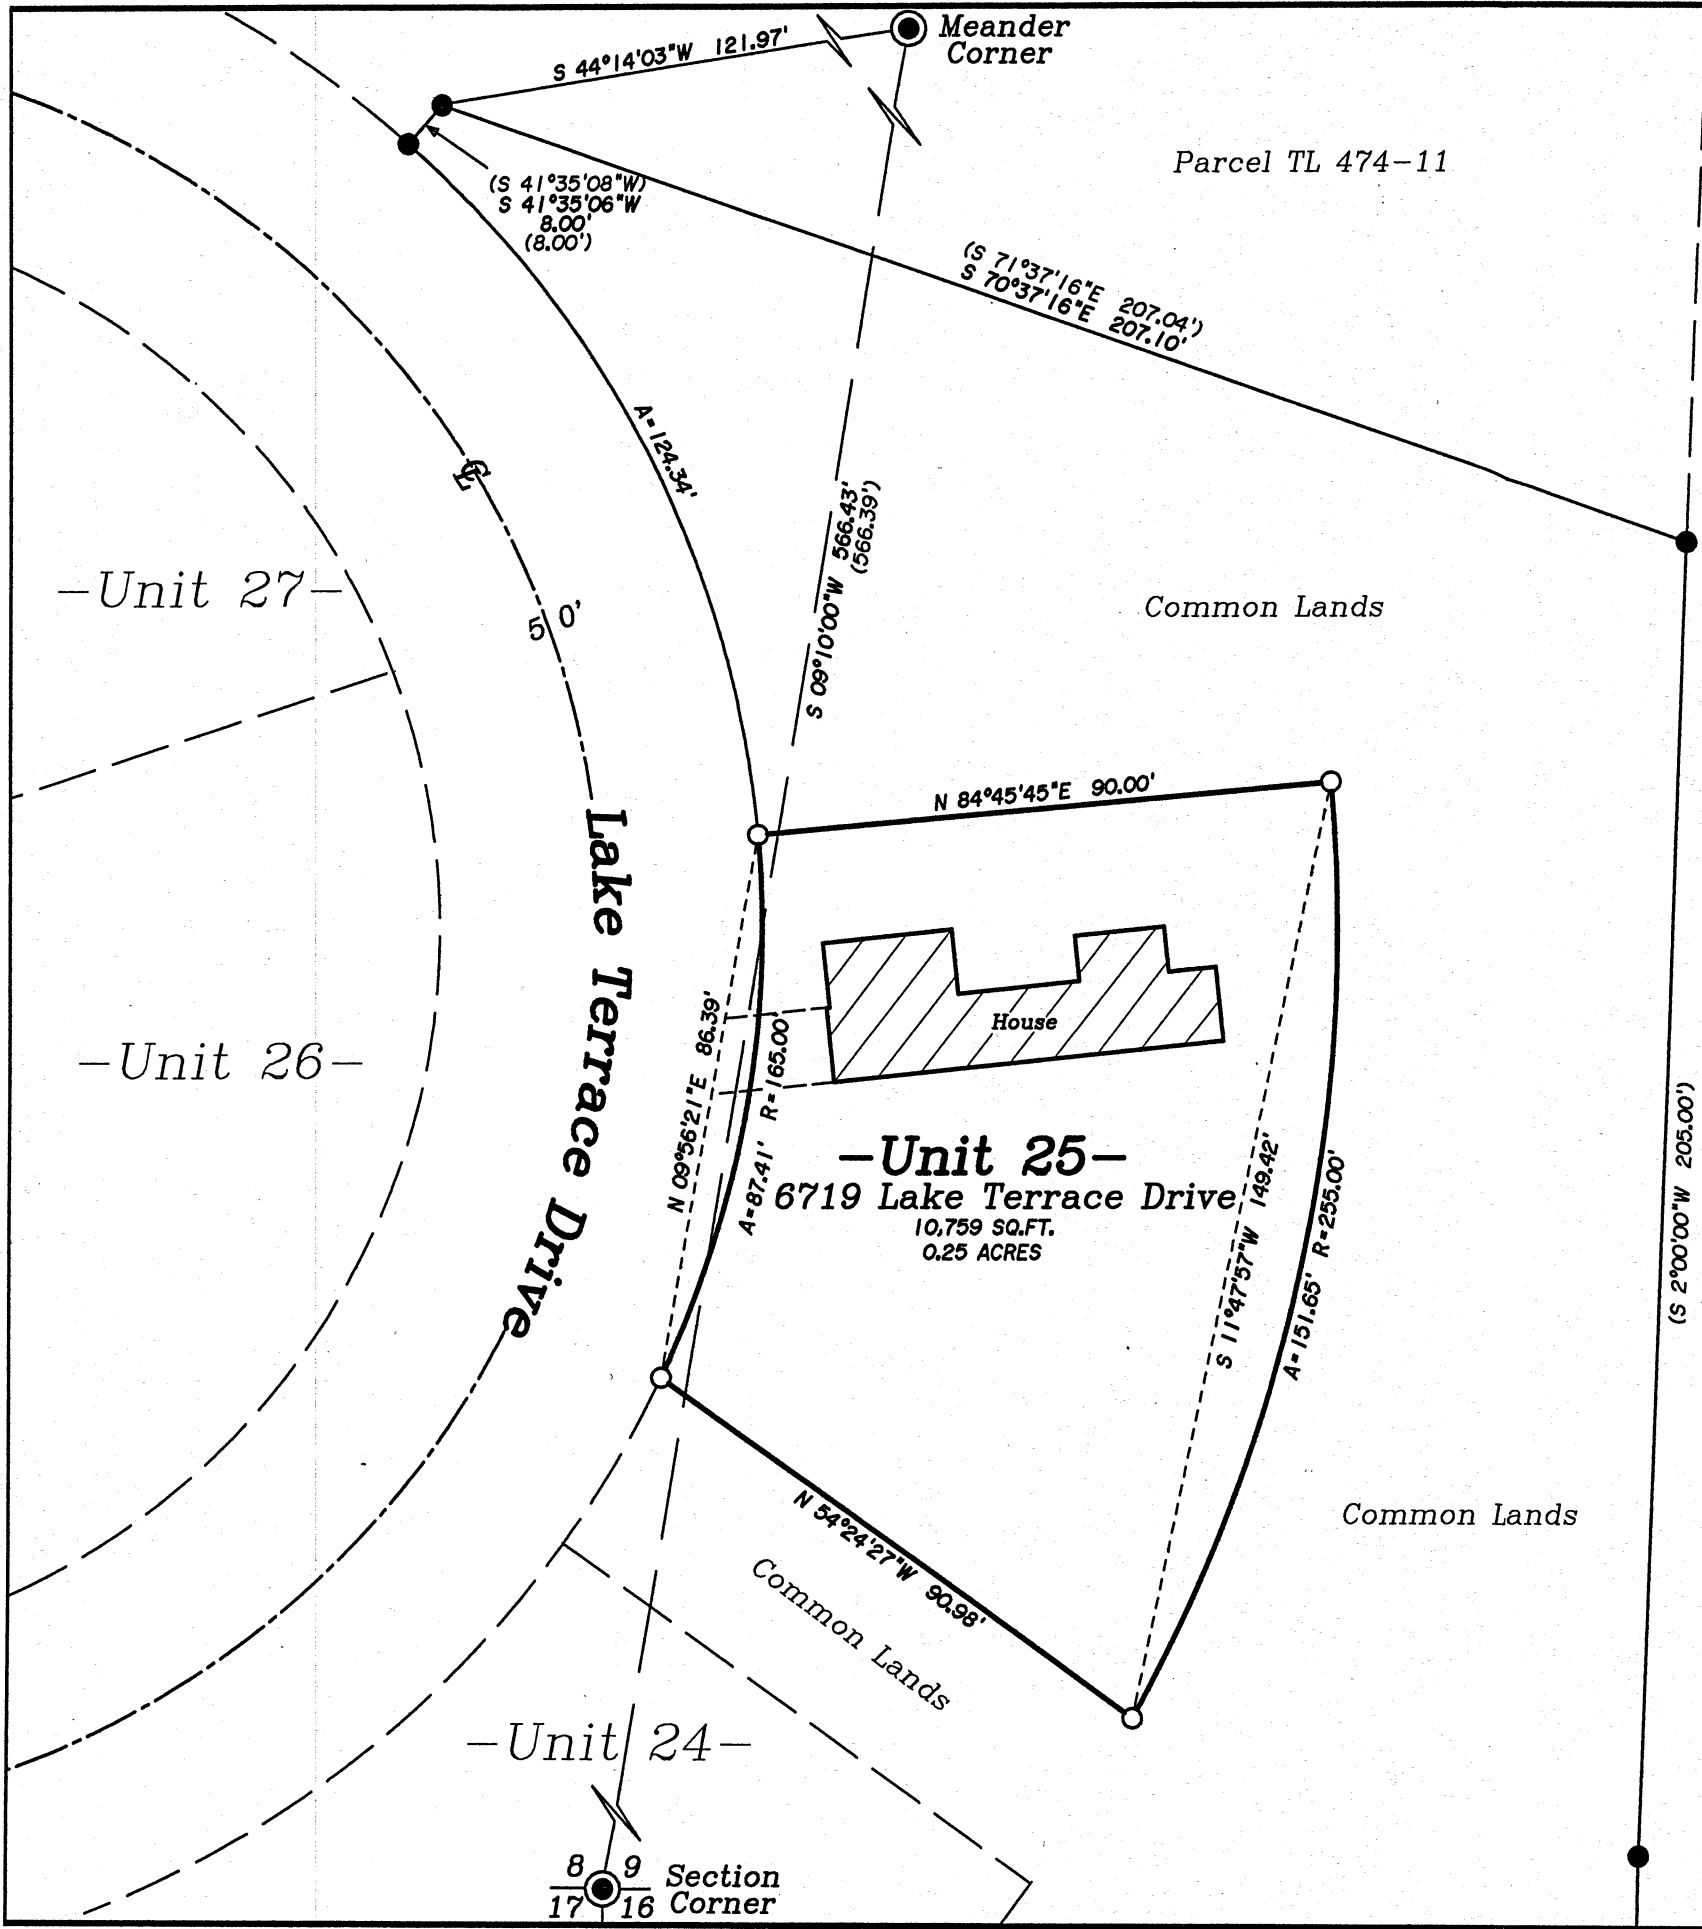 Meander
Corner
S 44°14'03"W 121.97'
Parcel TL 474-11
(S 41°35'08"W)
S 41°35'06"W
8.00'
(8.00')
(S 71°37'16"E 207.04')
S 70°37'16"E 207.10'
A=124.34'
℄
S 09°10'00"W 566.43'
(566.39')
-Unit 27-
50'
Common Lands
N 84°45'45"E 90.00'
Lake Terrace Drive
House
-Unit 26-
N 09°56'21"E 86.39'
A=87.41' R=165.00'
-Unit 25-
6719 Lake Terrace Drive
10,759 SQ.FT.
0.25 ACRES
S 11°47'57"W 149.42'
A=151.65' R=255.00'
(S 2°00'00"W 205.00')
N 54°24'27"W 90.98'
Common Lands
Common Lands
-Unit 24-
8 9
17 16
Section
Corner